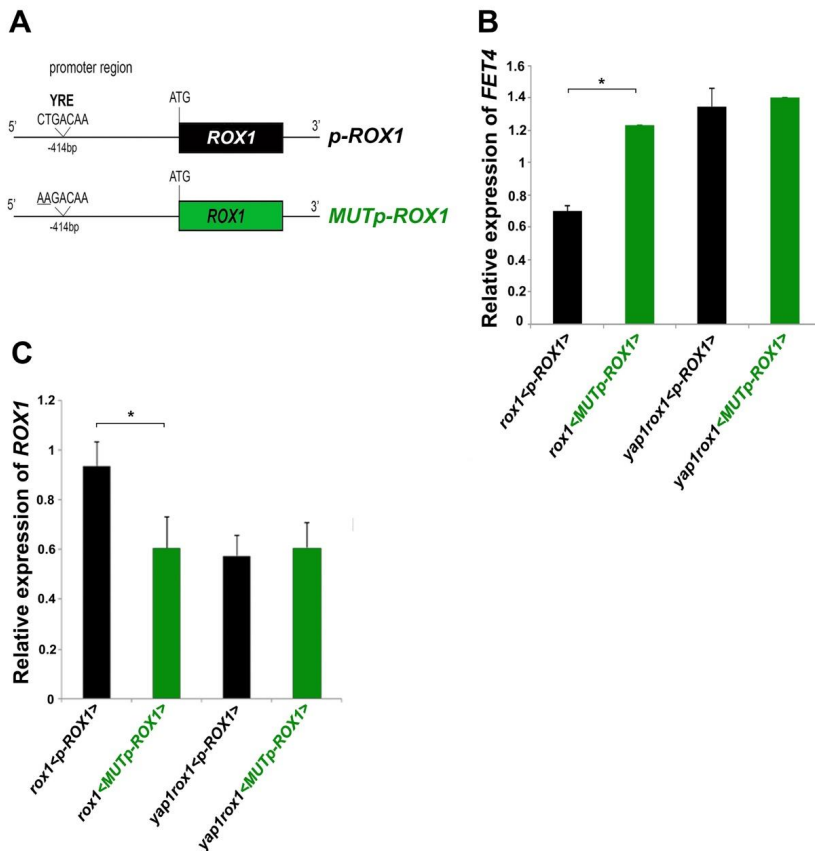 A
promoter region
YRE
CTGACAA
ATG
5'
ROX1
3'
p-ROX1
-414bp
AAGACAA
ATG
5'
ROX1
3'
MUTp-ROX1
-414bp
B
Relative expression of FET4
1.6
1.4
1.2
1.0
0.8
0.6
0.4
0.2
0
*
rox1<p-ROX1>
rox1<MUTp-ROX1>
yap1rox1<p-ROX1>
yap1rox1<MUTp-ROX1>
C
Relative expression of ROX1
1.2
1
0.8
0.6
0.4
0.2
0
*
rox1<p-ROX1>
rox1<MUTp-ROX1>
yap1rox1<p-ROX1>
yap1rox1<MUTp-ROX1>